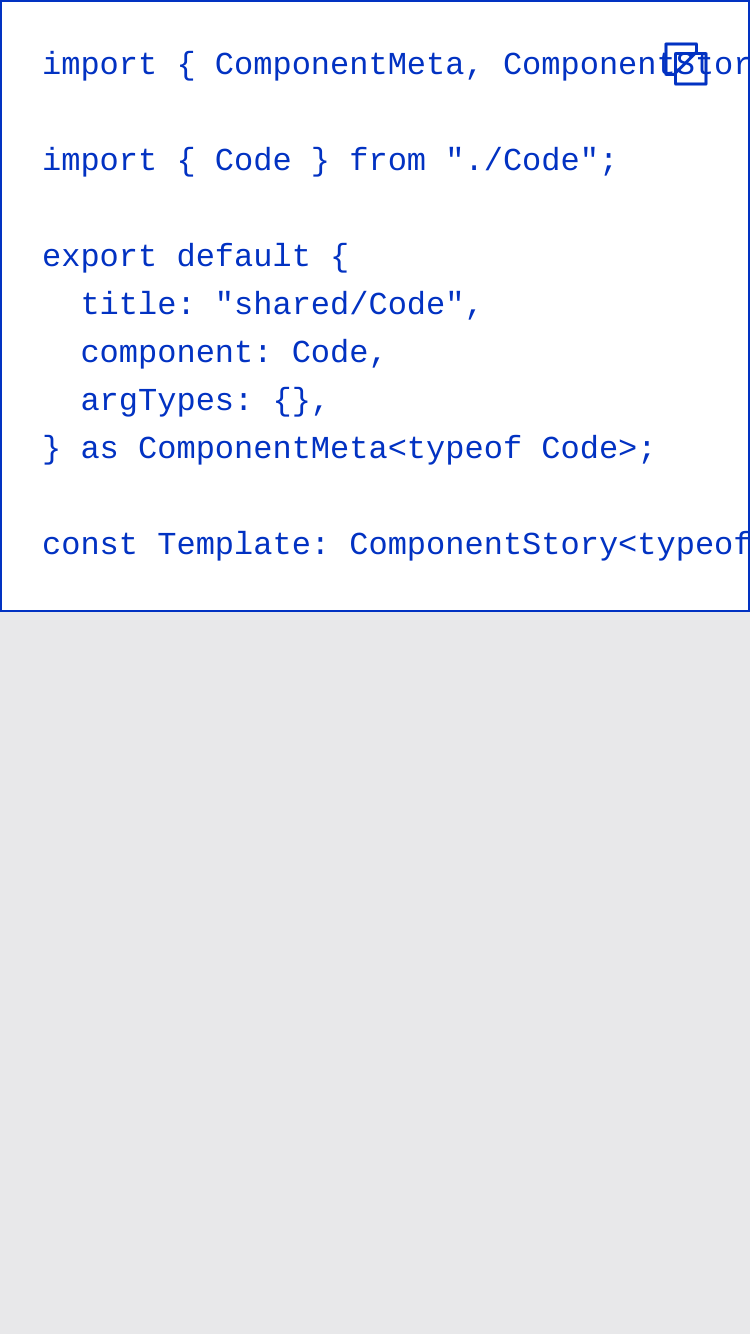 import { ComponentMeta, ComponentStor
import { Code } from "./Code";
export default {
  title: "shared/Code",
  component: Code,
  argTypes: {},
} as ComponentMeta<typeof Code>;
const Template: ComponentStory<typeof